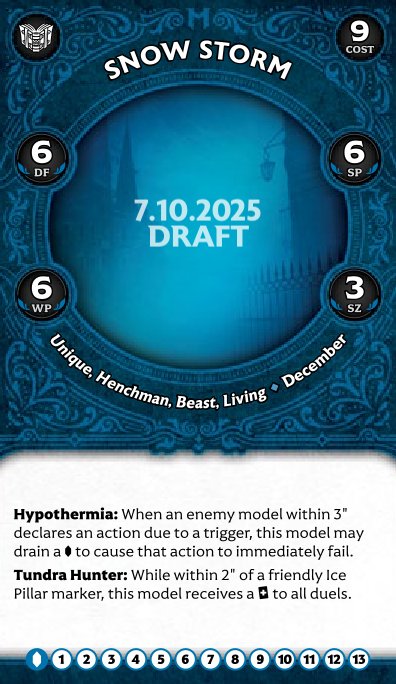 9
COST
SNOW STORM
6
DF
6
SP
7.10.2025
DRAFT
6
WP
3
SZ
Unique, Henchman, Beast, Living ⬥ December
Hypothermia: When an enemy model within 3"
declares an action due to a trigger, this model may
drain a ⬧ to cause that action to immediately fail.
Tundra Hunter: While within 2" of a friendly Ice
Pillar marker, this model receives a 🞥 to all duels.
1 2 3 4 5 6 7 8 9 10 11 12 13